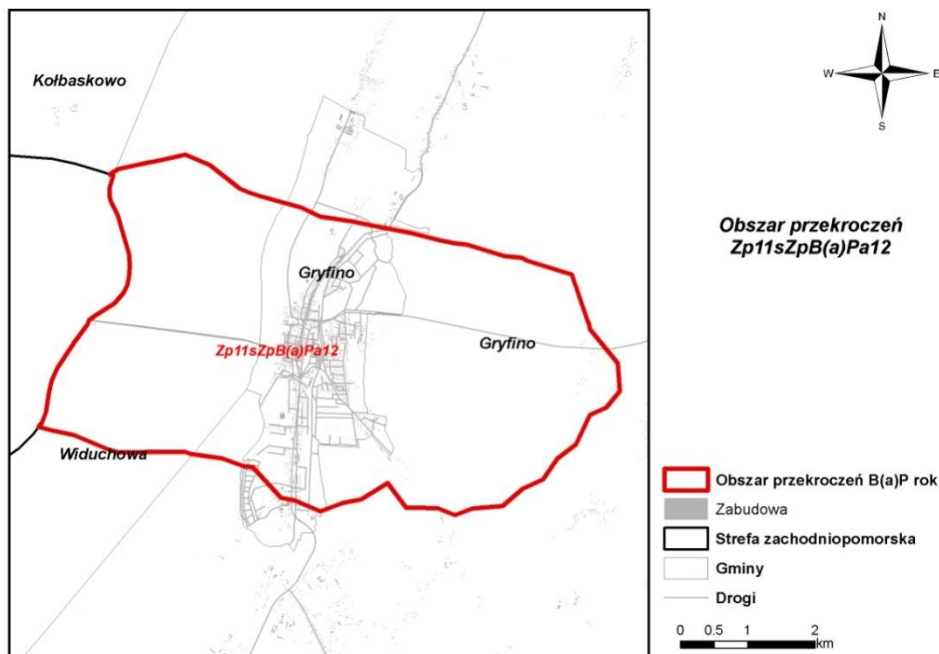 Kołbaskowo
Gryfino
Zp11sZpB(a)Pa12
Gryfino
Widuchowa
N
W E
S
Obszar przekroczeń
Zp11sZpB(a)Pa12
Obszar przekroczeń B(a)P rok
Zabudowa
Strefa zachodniopomorska
Gminy
Drogi
0 0.5 1 2
km